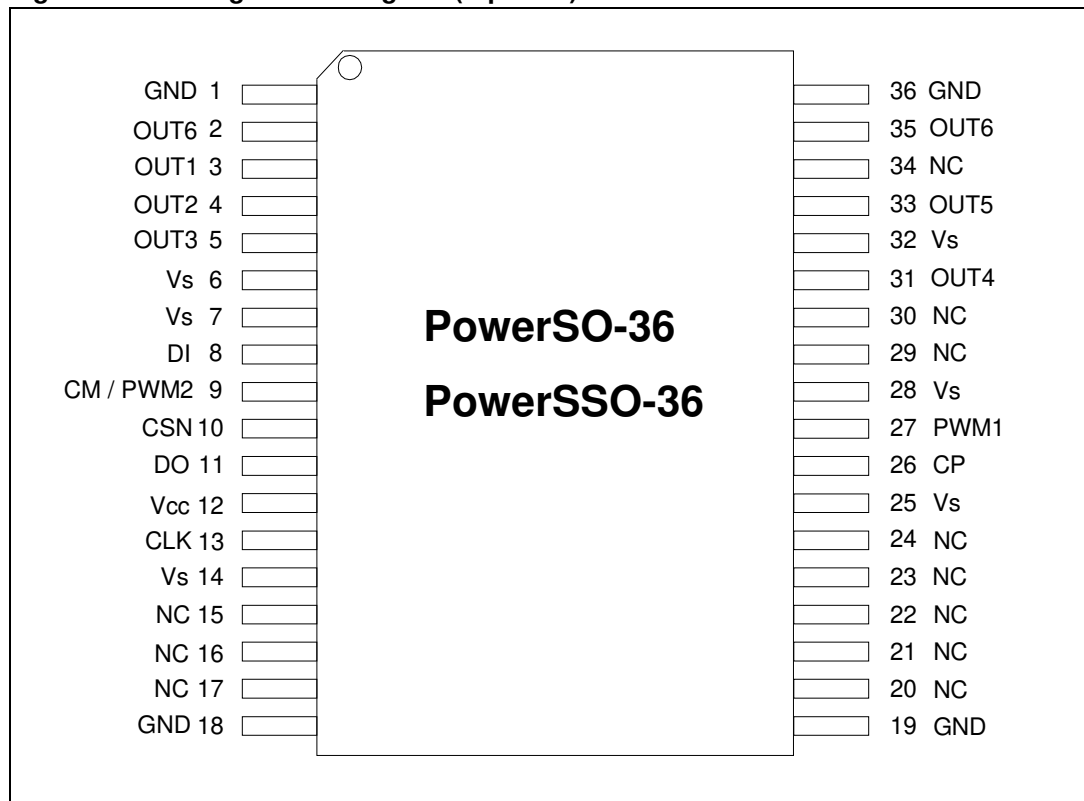 GND 1
OUT6 2
OUT1 3
OUT2 4
OUT3 5
Vs 6
Vs 7
DI 8
CM / PWM2 9
CSN 10
DO 11
Vcc 12
CLK 13
Vs 14
NC 15
NC 16
NC 17
GND 18
PowerSO-36
PowerSSO-36
36 GND
35 OUT6
34 NC
33 OUT5
32 Vs
31 OUT4
30 NC
29 NC
28 Vs
27 PWM1
26 CP
25 Vs
24 NC
23 NC
22 NC
21 NC
20 NC
19 GND